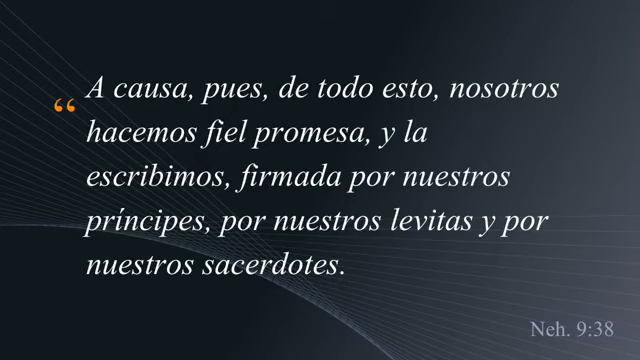 “ A causa, pues, de todo esto, nosotros
hacemos fiel promesa, y la
escribimos, firmada por nuestros
príncipes, por nuestros levitas y por
nuestros sacerdotes.
Neh. 9:38